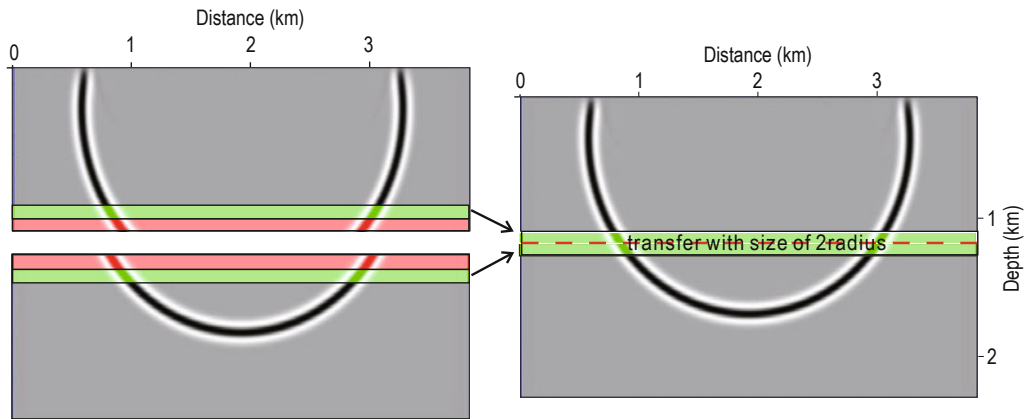 Distance (km)
0 1 2 3
Distance (km)
0 1 2 3
transfer with size of 2radius
1
Depth (km)
2